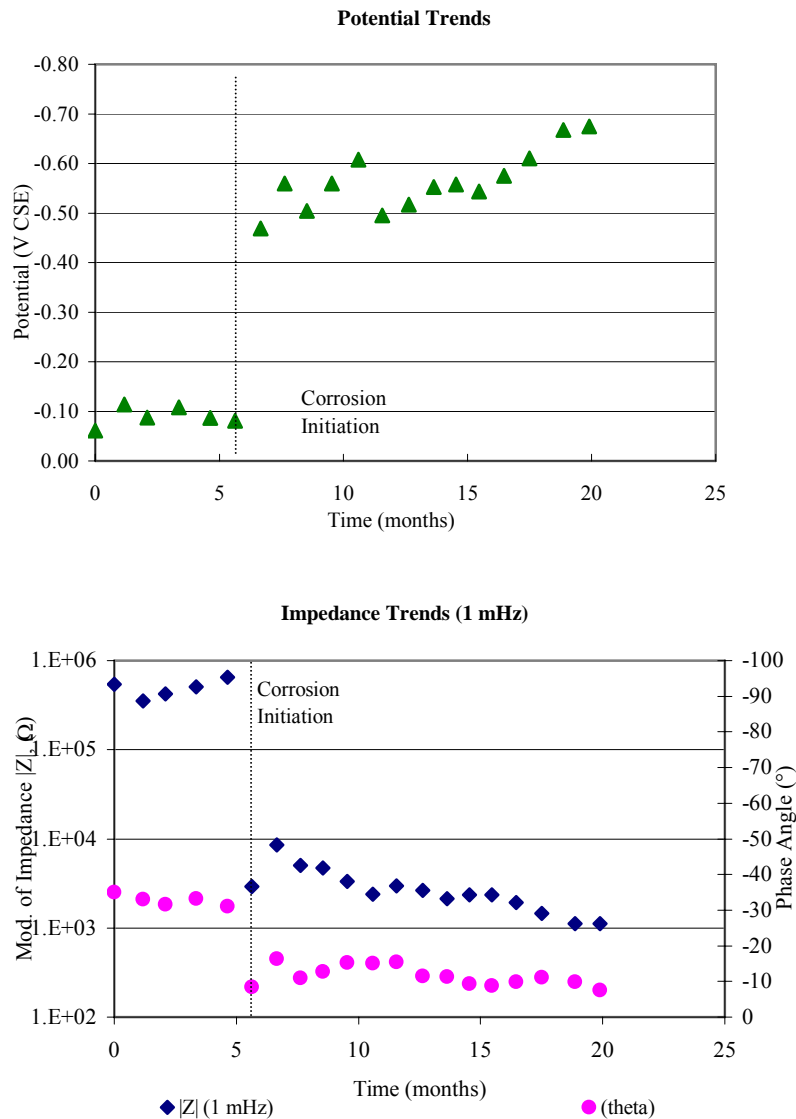 Potential Trends
-0.80
-0.70
-0.60
-0.50
-0.40
-0.30
-0.20
-0.10
0.00
Potential (V CSE)
Corrosion
Initiation
0 5 10 15 20 25
Time (months)
Impedance Trends (1 mHz)
1.E+06
1.E+05
1.E+04
1.E+03
1.E+02
Mod. of Impedance |Z|, (Ω)
Corrosion
Initiation
-100
-90
-80
-70
-60
-50
-40
-30
-20
-10
0
Phase Angle (°)
0 5 10 15 20
Time (months)
|Z| (1 mHz) (theta)